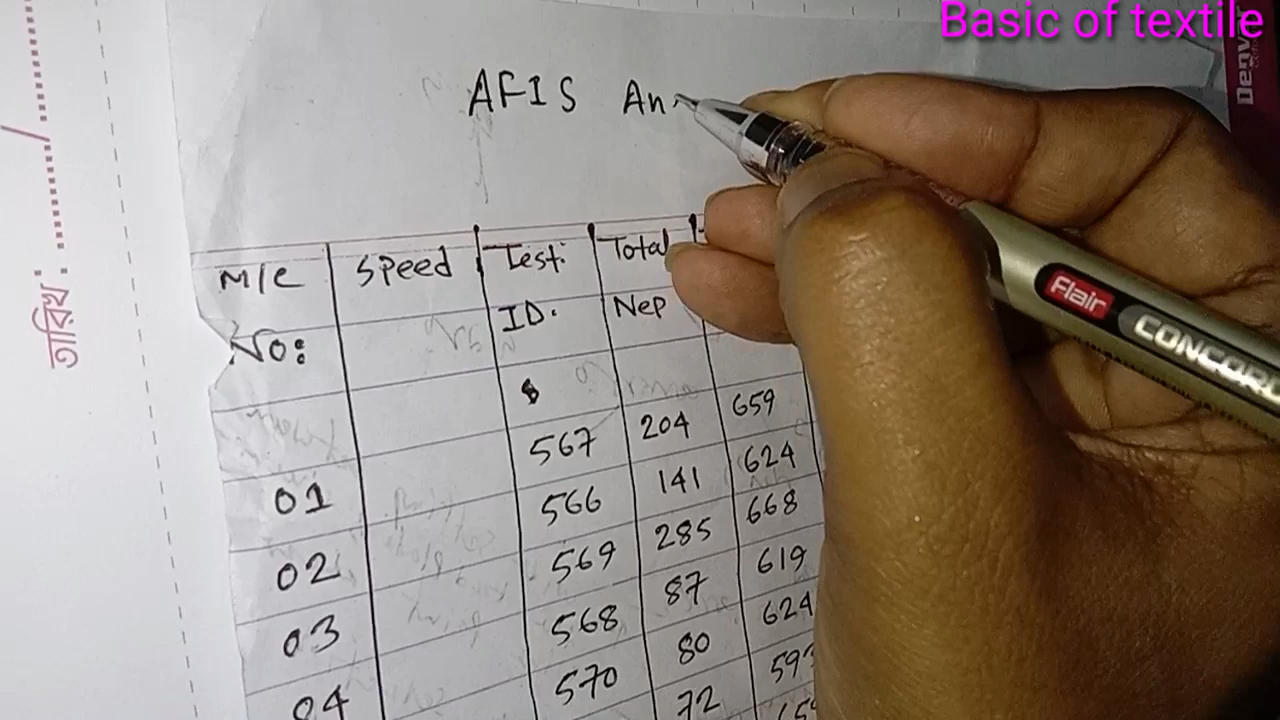 Basic of textile
Denv
AFIS An
তারিখ : ............/............
M/C Speed Test. Total
No: ID. Nep
567 204 659
01 566 141 624
02 569 285 668
03 568 87 619
04 570 80 624
72
Flair CONCORD